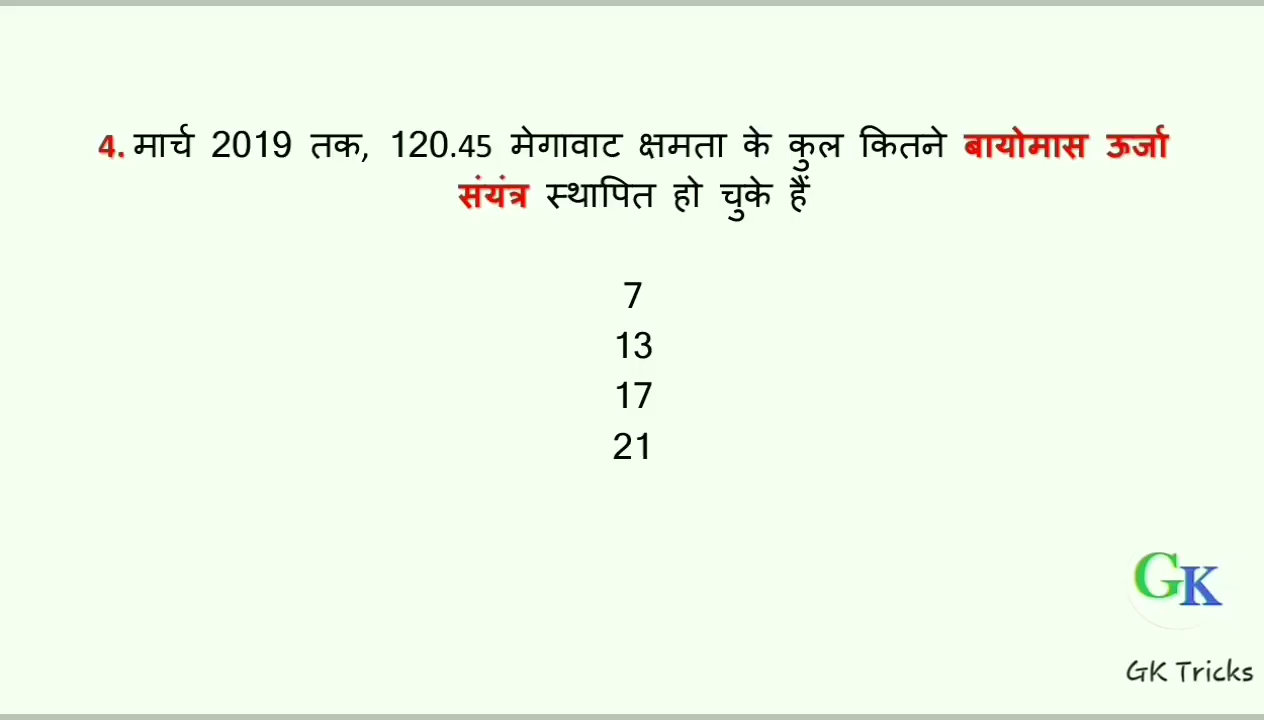 4. मार्च 2019 तक, 120.45 मेगावाट क्षमता के कुल कितने बायोमास ऊर्जा
संयंत्र स्थापित हो चुके हैं
7
13
17
21
GK
GK Tricks